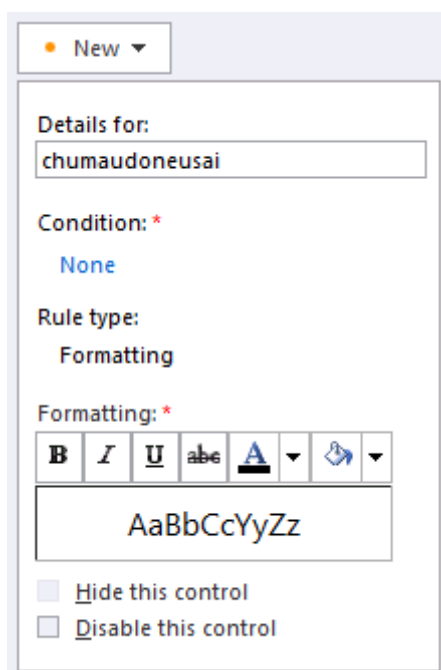 New
Details for:
chumaudoneusai
Condition: *
None
Rule type:
Formatting
Formatting: *
B I U abc A
AaBbCcYyZz
Hide this control
Disable this control